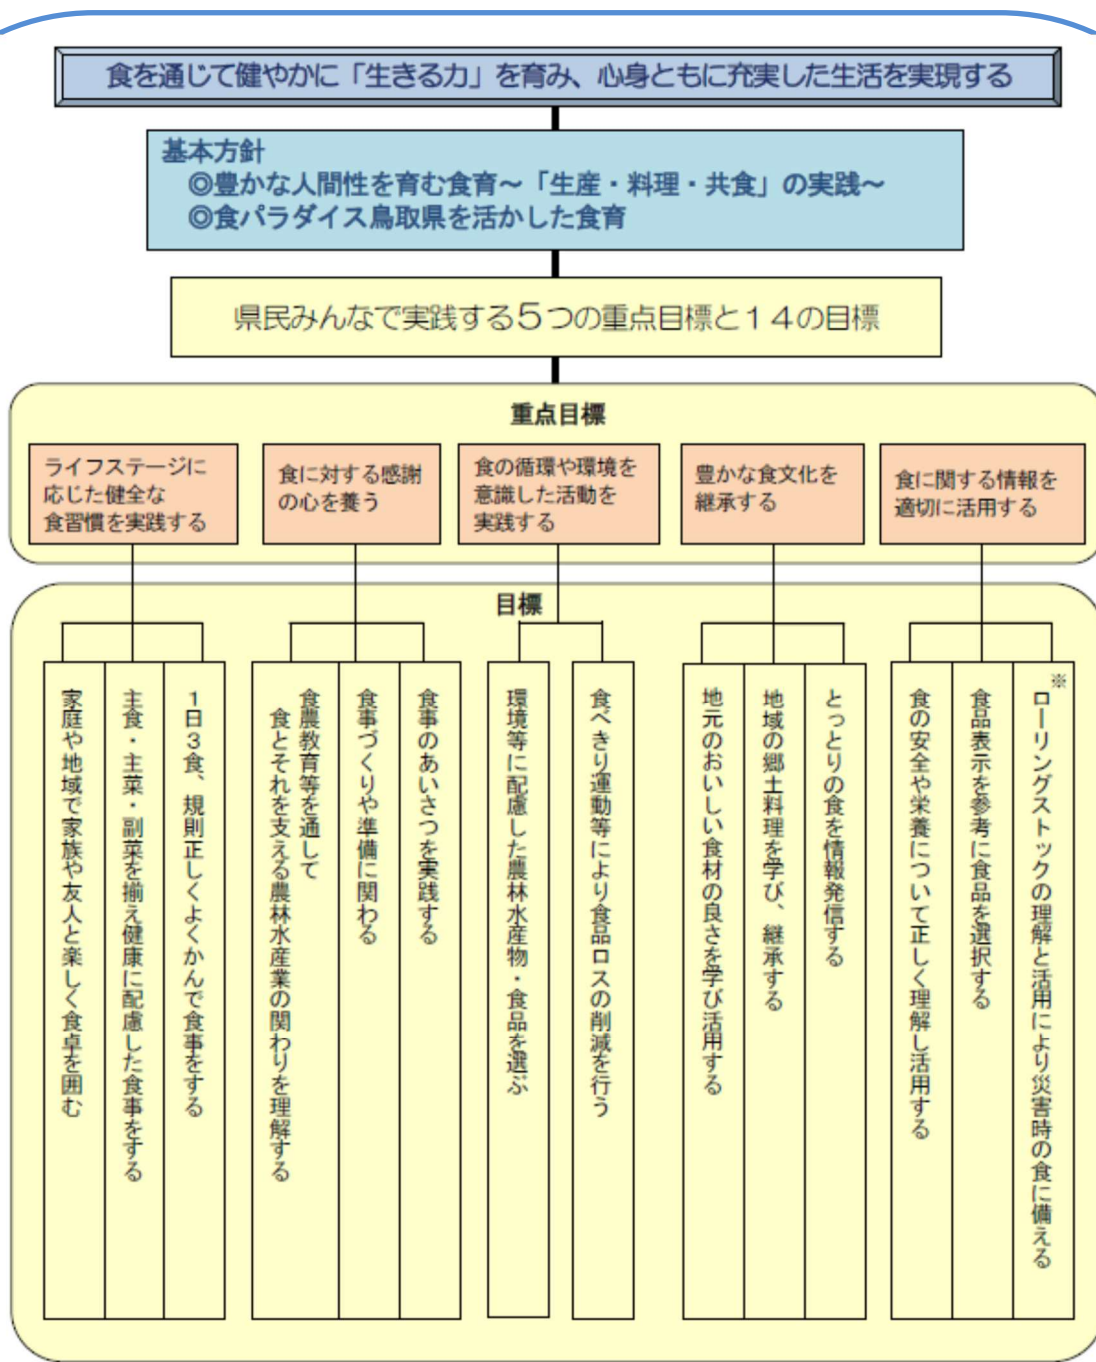 食を通じて健やかに「生きる力」を育み、心身ともに充実した生活を実現する
基本方針
◎豊かな人間性を育む食育～「生産・料理・共食」の実践～
◎食パラダイス鳥取県を活かした食育
県民みんなで実践する5つの重点目標と14の目標
重点目標
ライフステージに
応じた健全な
食習慣を実践する
食に対する感謝
の心を養う
食の循環や環境を
意識した活動を
実践する
豊かな食文化を
継承する
食に関する情報を
適切に活用する
目標
1日3食、規則正しくよくかんで食事をする
主食・主菜・副菜を揃え健康に配慮した食事をする
家庭や地域で家族や友人と楽しく食卓を囲む
食事のあいさつを実践する
食事づくりや準備に関わる
食農教育等を通して
食とそれを支える農林水産業の関わりを理解する
食べきり運動等により食品ロスの削減を行う
環境等に配慮した農林水産物・食品を選ぶ
とっとりの食を情報発信する
地域の郷土料理を学び、継承する
地元のおいしい食材の良さを学び活用する
※
ローリングストックの理解と活用により災害時の食に備える
食品表示を参考に食品を選択する
食の安全や栄養について正しく理解し活用する